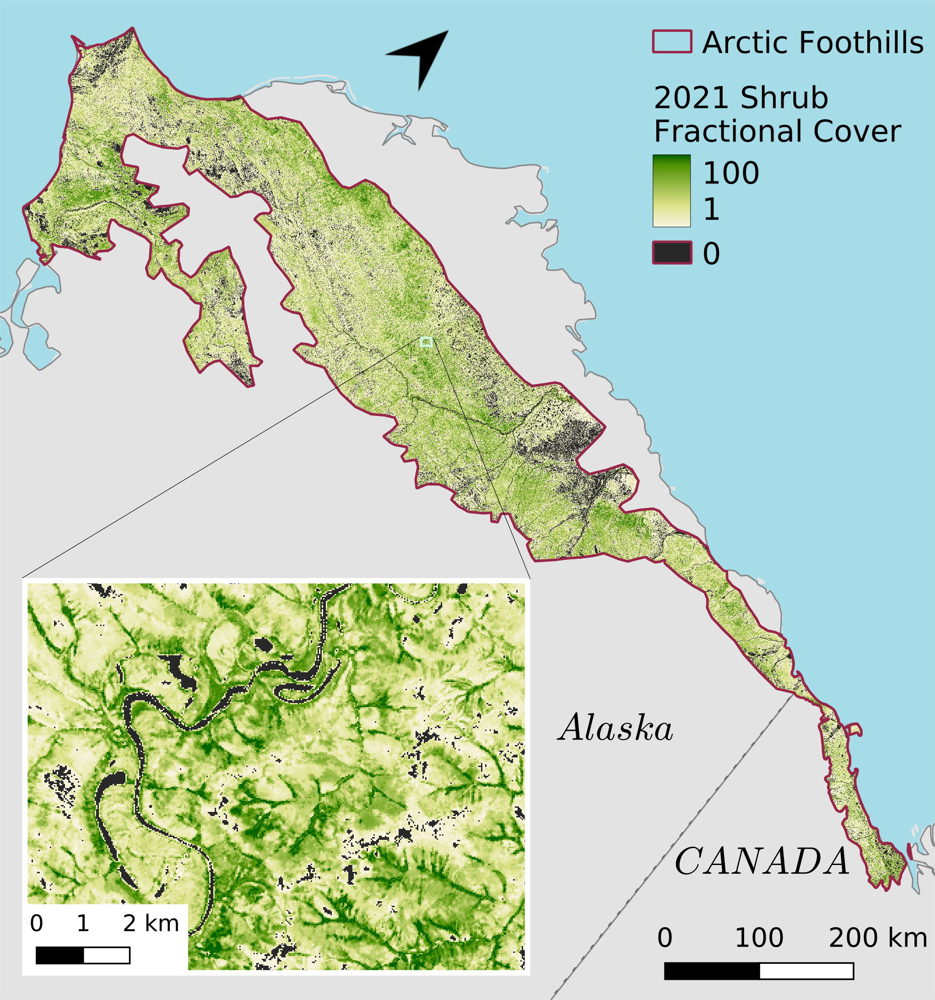 Arctic Foothills
2021 Shrub
Fractional Cover
100
1
0
Alaska
CANADA
0 1 2 km
0 100 200 km